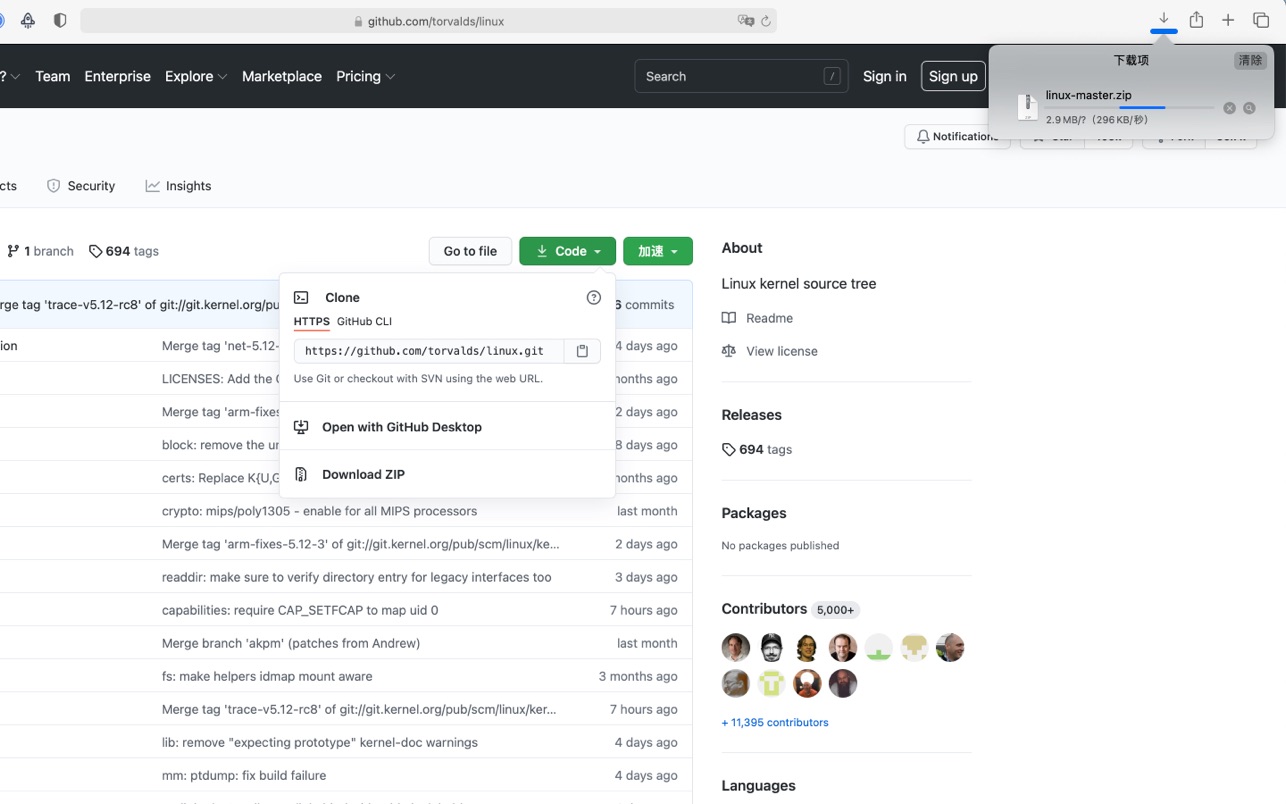 github.com/torvalds/linux
? Team Enterprise Explore Marketplace Pricing Search / Sign in Sign up
下载项 清除
linux-master.zip
2.9 MB/?（296 KB/秒）
Notifications
cts Security Insights
1 branch 694 tags Go to file Code 加速
rge tag 'trace-v5.12-rc8' of git://git.kernel.org/pu 6 commits
Clone
HTTPS GitHub CLI
https://github.com/torvalds/linux.git
Use Git or checkout with SVN using the web URL.
Open with GitHub Desktop
Download ZIP
ion Merge tag 'net-5.12- 4 days ago
LICENSES: Add the onths ago
Merge tag 'arm-fixes 2 days ago
block: remove the ur 8 days ago
certs: Replace K{U,G onths ago
crypto: mips/poly1305 - enable for all MIPS processors last month
Merge tag 'arm-fixes-5.12-3' of git://git.kernel.org/pub/scm/linux/ke... 2 days ago
readdir: make sure to verify directory entry for legacy interfaces too 3 days ago
capabilities: require CAP_SETFCAP to map uid 0 7 hours ago
Merge branch 'akpm' (patches from Andrew) last month
fs: make helpers idmap mount aware 3 months ago
Merge tag 'trace-v5.12-rc8' of git://git.kernel.org/pub/scm/linux/ker... 7 hours ago
lib: remove "expecting prototype" kernel-doc warnings 4 days ago
mm: ptdump: fix build failure 4 days ago
About
Linux kernel source tree
Readme
View license
Releases
694 tags
Packages
No packages published
Contributors 5,000+
+ 11,395 contributors
Languages